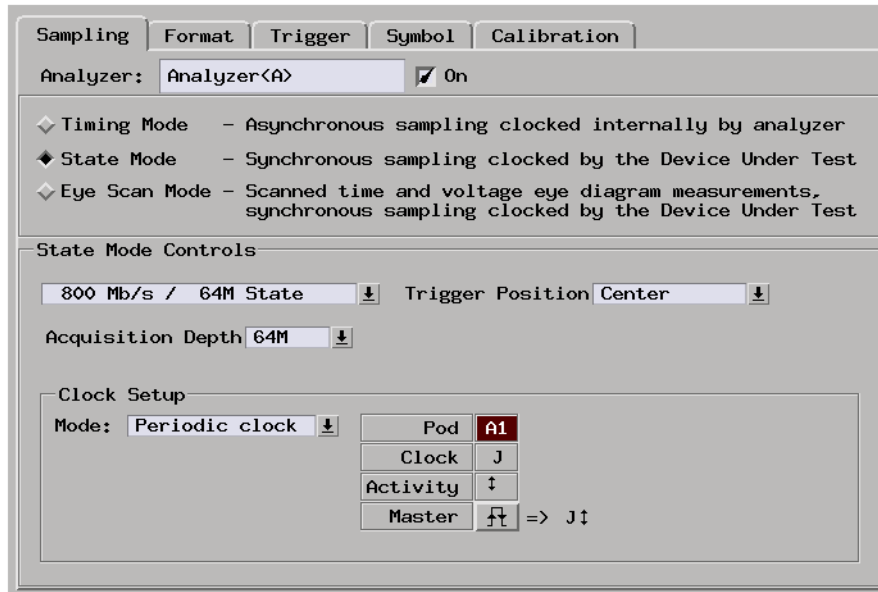 Sampling Format Trigger Symbol Calibration
Analyzer: Analyzer<A> On
Timing Mode - Asynchronous sampling clocked internally by analyzer
State Mode - Synchronous sampling clocked by the Device Under Test
Eye Scan Mode - Scanned time and voltage eye diagram measurements,
synchronous sampling clocked by the Device Under Test
State Mode Controls
800 Mb/s / 64M State Trigger Position Center
Acquisition Depth 64M
Clock Setup
Mode: Periodic clock Pod A1
Clock J
Activity ↕
Master => J↕